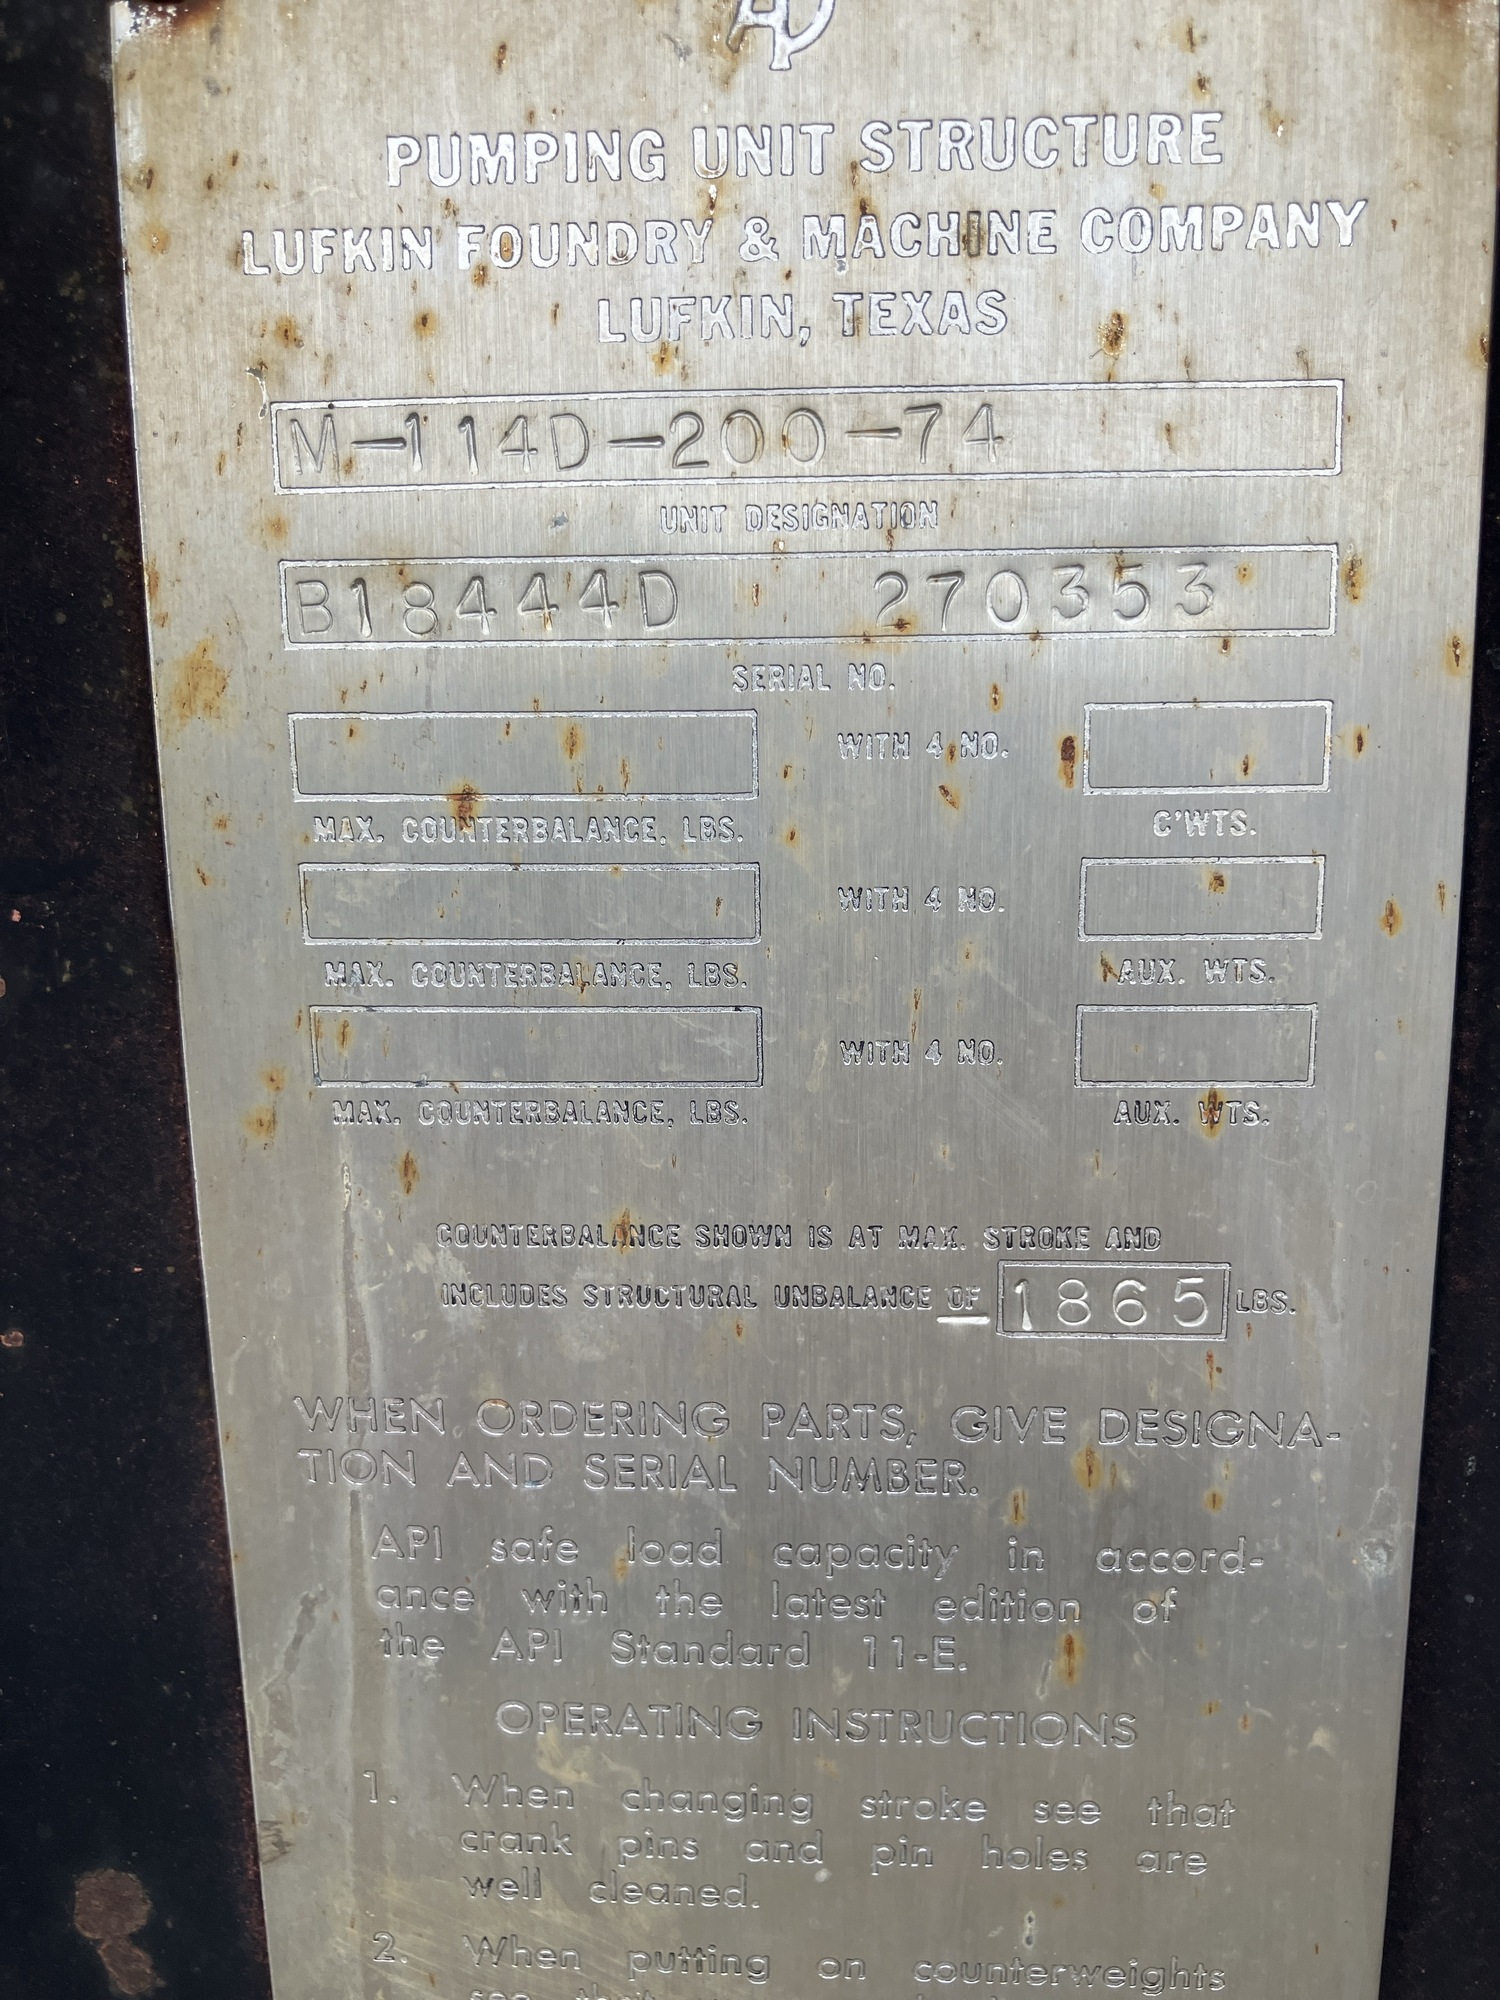 API
PUMPING UNIT STRUCTURE
LUFKIN FOUNDRY & MACHINE COMPANY
LUFKIN, TEXAS
M-114D-200-74
UNIT DESIGNATION
B18444D 270353
SERIAL NO.
WITH 4 NO.
MAX. COUNTERBALANCE, LBS. C'WTS.
WITH 4 NO.
MAX. COUNTERBALANCE, LBS. AUX. WTS.
WITH 4 NO.
MAX. COUNTERBALANCE, LBS. AUX. WTS.
COUNTERBALANCE SHOWN IS AT MAX. STROKE AND
INCLUDES STRUCTURAL UNBALANCE OF -1865 LBS.
WHEN ORDERING PARTS, GIVE DESIGNA-
TION AND SERIAL NUMBER.
API safe load capacity in accord-
ance with the latest edition of
the API Standard 11-E.
OPERATING INSTRUCTIONS
1. When changing stroke see that
crank pins and pin holes are
well cleaned.
2. When putting on counterweights
see that